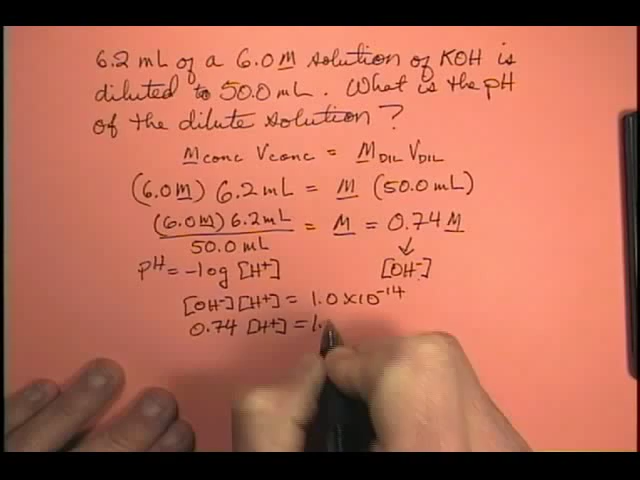 6.2 mL of a 6.0 M solution of KOH is
diluted to 50.0 mL. What is the pH
of the dilute solution?
Mconc Vconc = MDIL VDIL
(6.0 M) 6.2 mL = M (50.0 mL)
(6.0 M) 6.2 mL = M = 0.74 M
50.0 mL
pH = -log [H+] [OH-]
[OH-][H+] = 1.0 x 10-14
0.74 [H+] = 1.